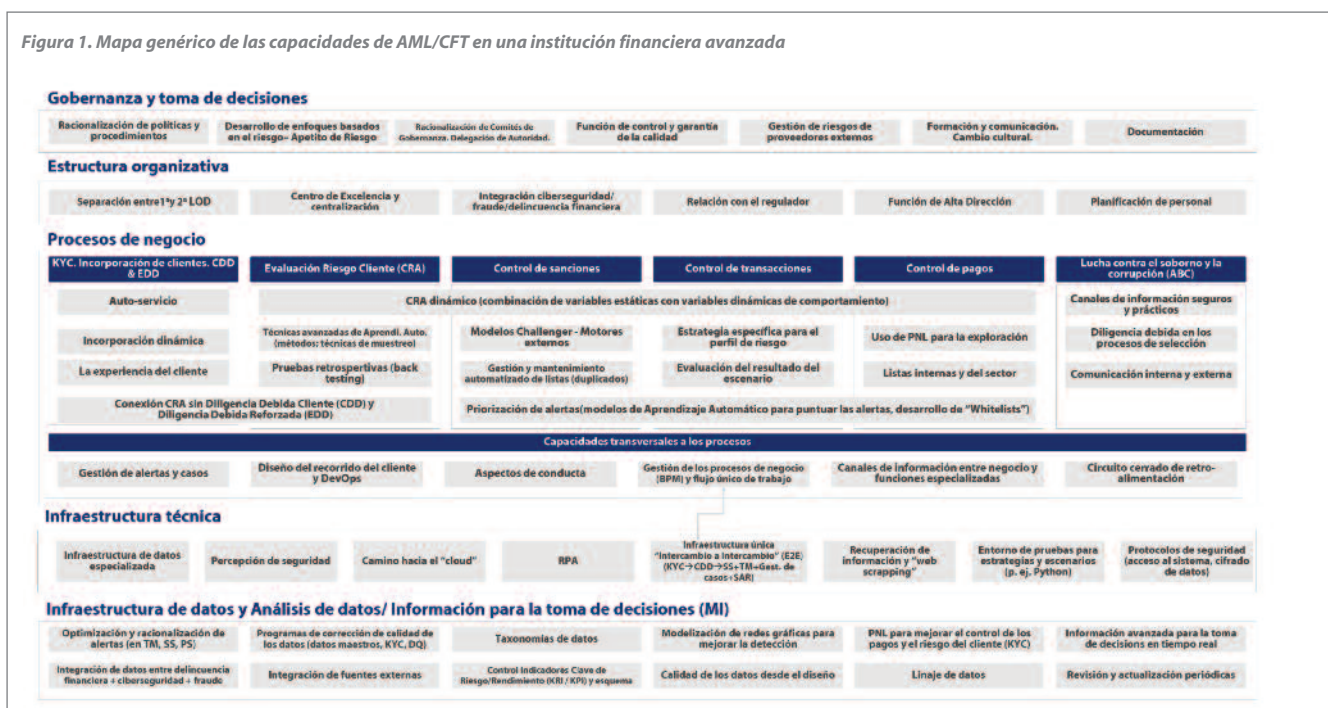 Figura 1. Mapa genérico de las capacidades de AML/CFT en una institución financiera avanzada
Gobernanza y toma de decisiones
Racionalización de políticas y
procedimientos
Desarrollo de enfoques basados
en el riesgo– Apetito de Riesgo
Racionalización de Comités de
Gobernanza. Delegación de Autoridad.
Función de control y garantía
de la calidad
Gestión de riesgos de
proveedores externos
Formación y comunicación.
Cambio cultural.
Documentación
Estructura organizativa
Separación entre1ªy 2ª LOD
Centro de Excelencia y
centralización
Integración ciberseguridad/
fraude/delincuencia financiera
Relación con el regulador
Función de Alta Dirección
Planificación de personal
Procesos de negocio
KYC. Incorporación de clientes. CDD
& EDD
Evaluación Riesgo Cliente (CRA)
Control de sanciones
Control de transacciones
Control de pagos
Lucha contra el soborno y la
corrupción (ABC)
Auto-servicio
CRA dinámico (combinación de variables estáticas con variables dinámicas de comportamiento)
Canales de información seguros
y prácticos
Incorporación dinámica
Técnicas avanzadas de Aprendi. Auto.
(métodos: técnicas de muestreo)
Modelos Challenger - Motores
externos
Estrategia específica para el
perfil de riesgo
Uso de PNL para la exploración
Diligencia debida en los
procesos de selección
La experiencia del cliente
Pruebas retrospertivas (back
testing)
Gestión y mantenimiento
automatizado de listas (duplicados)
Evaluación del resultado del
escenario
Listas internas y del sector
Comunicación interna y externa
Conexión CRA sin Diligencia Debida Cliente (CDD) y
Diligencia Debida Reforzada (EDD)
Priorización de alertas(modelos de Aprendizaje Automático para puntuar las alertas, desarrollo de "Whitelists")
Capacidades transversales a los procesos
Gestión de alertas y casos
Diseño del recorrido del cliente
y DevOps
Aspectos de conducta
Gestión de los procesos de negocio
(BPM) y flujo único de trabajo
Canales de información entre negocio y
funciones especializadas
Circuito cerrado de retro-
alimentación
Infraestructura técnica
Infraestructura de datos
especializada
Percepción de seguridad
Camino hacia el "cloud"
RPA
Infraestructura única
"Intercambio a intercambio" (E2E)
(KYC→CDD→SS+TM+Gest. de
casos+SAR)
Recuperación de
información y "web
scrapping"
Entorno de pruebas para
estrategias y escenarios
(p. ej. Python)
Protocolos de seguridad
(acceso al sistema, cifrado
de datos)
Infraestructura de datos y Análisis de datos/ Información para la toma de decisiones (MI)
Optimización y racionalización de
alertas (en TM, SS, PS)
Programas de corrección de calidad de
los datos (datos maestros, KYC, DQ)
Taxonomías de datos
Modelización de redes gráficas para
mejorar la detección
PNL para mejorar el control de los
pagos y el riesgo del cliente (KYC)
Información avanzada para la toma
de decisions en tiempo real
Integración de datos entre delincuencia
financiera + ciberseguridad + fraude
Integración de fuentes externas
Control Indicadores Clave de
Riesgo/Rendimiento (KRI / KPI) y esquema
Calidad de los datos desde el diseño
Linaje de datos
Revisión y actualización periódicas